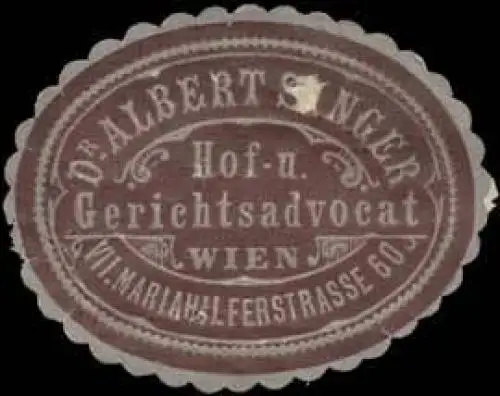 DR ALBERT SINGER
Hof- u.
Gerichtsadvocat
WIEN
VII. MARIAHILFERSTRASSE 60.